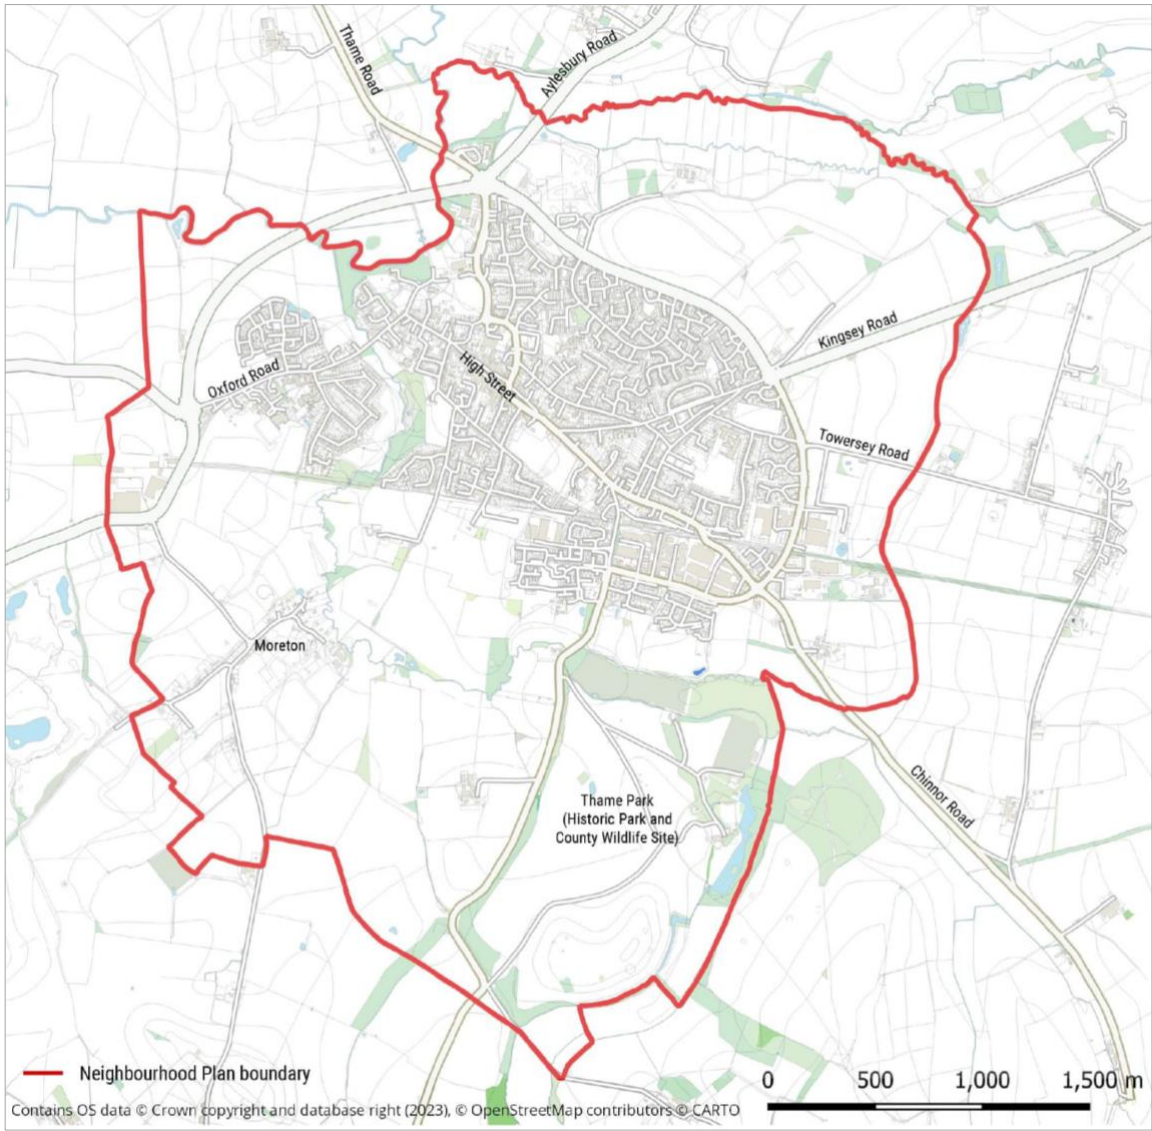 Thame Road
Aylesbury Road
Kingsey Road
High Street
Oxford Road
Towersey Road
Moreton
Chinnor Road
Thame Park
(Historic Park and
County Wildlife Site)
Neighbourhood Plan boundary
0 500 1,000 1,500 m
Contains OS data © Crown copyright and database right (2023), © OpenStreetMap contributors © CARTO